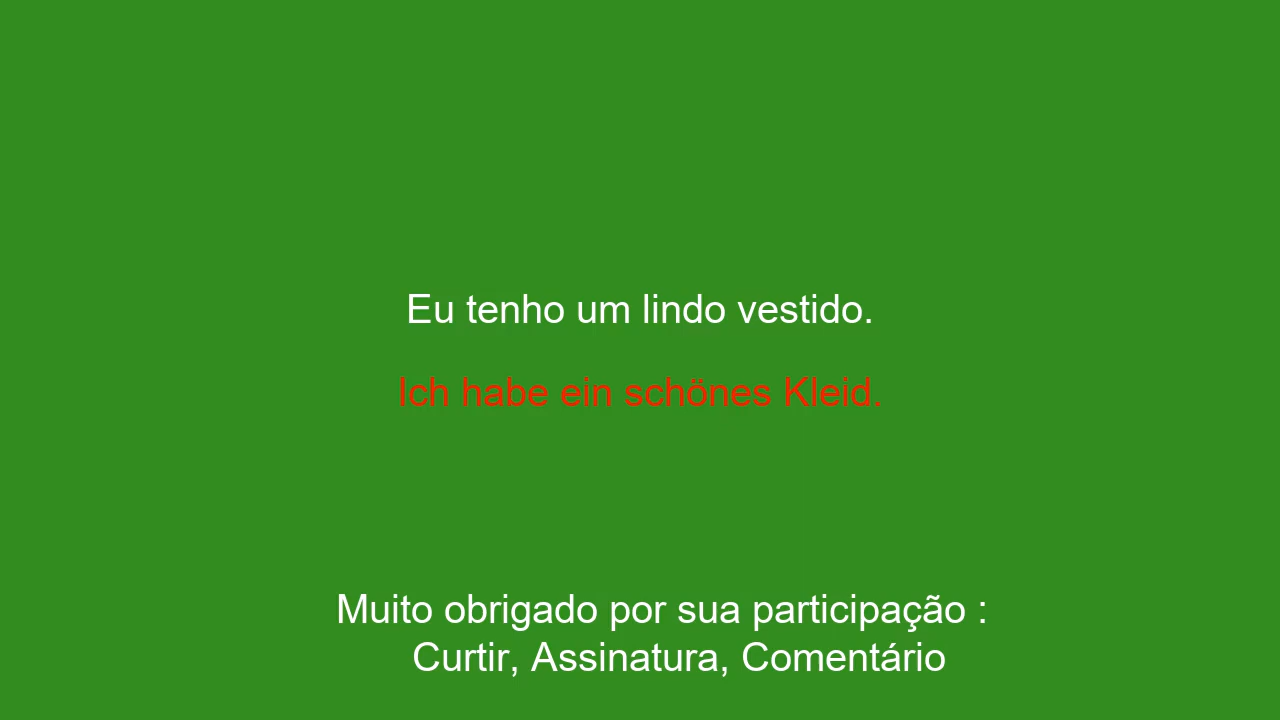 Eu tenho um lindo vestido.
Ich habe ein schönes Kleid.
Muito obrigado por sua participação :
Curtir, Assinatura, Comentário